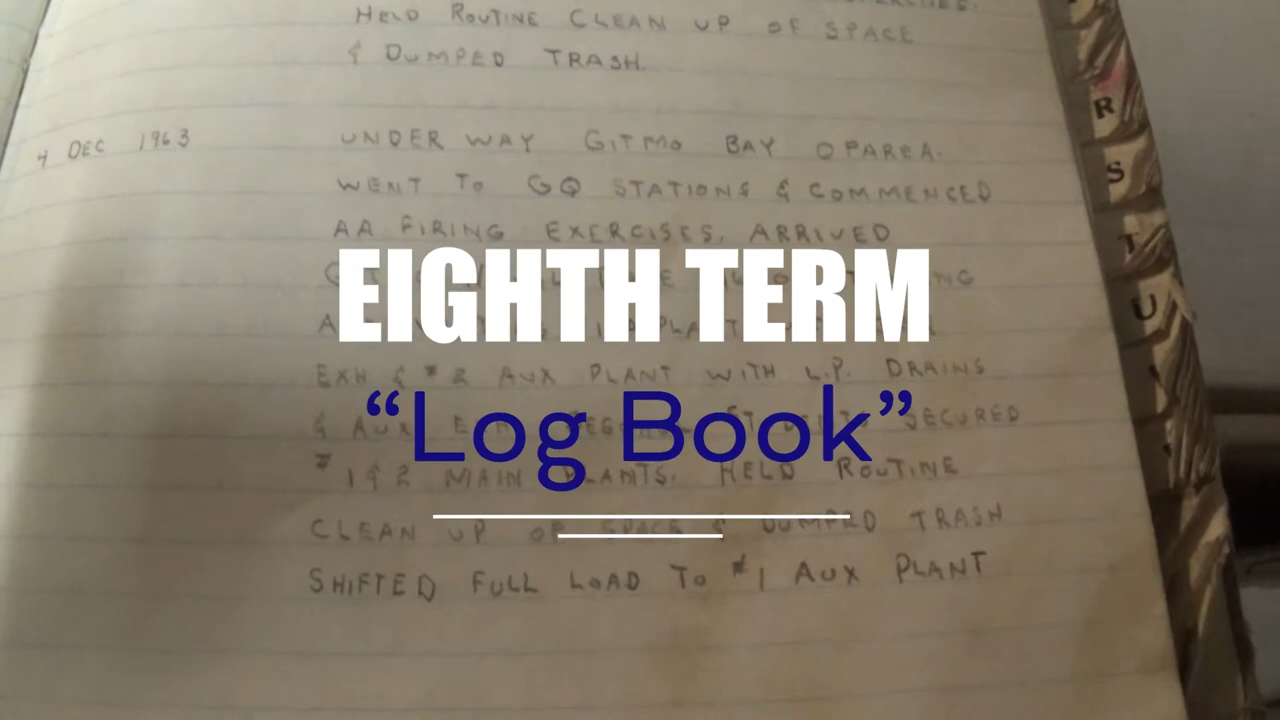 HELD ROUTINE CLEAN UP OF SPACE
& DUMPED TRASH.
4 DEC 1963 UNDER WAY GITMO BAY OPAREA.
WENT TO GQ STATIONS & COMMENCED
AA FIRING EXERCISES. ARRIVED
EIGHTH TERM
EXH & #2 AUX PLANT WITH L.P. DRAINS
"Log Book"
& AUX SECURED
# 1 & 2 MAIN PLANTS. HELD ROUTINE
CLEAN UP OF SPACE & DUMPED TRASH
SHIFTED FULL LOAD TO #1 AUX PLANT
R
S
T
U